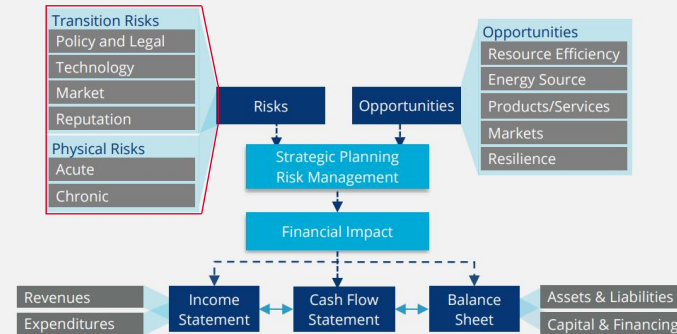 Transition Risks
Policy and Legal
Technology
Market
Reputation
Physical Risks
Acute
Chronic
Risks
Opportunities
Opportunities
Resource Efficiency
Energy Source
Products/Services
Markets
Resilience
Strategic Planning
Risk Management
Financial Impact
Revenues
Expenditures
Income
Statement
Cash Flow
Statement
Balance
Sheet
Assets & Liabilities
Capital & Financing